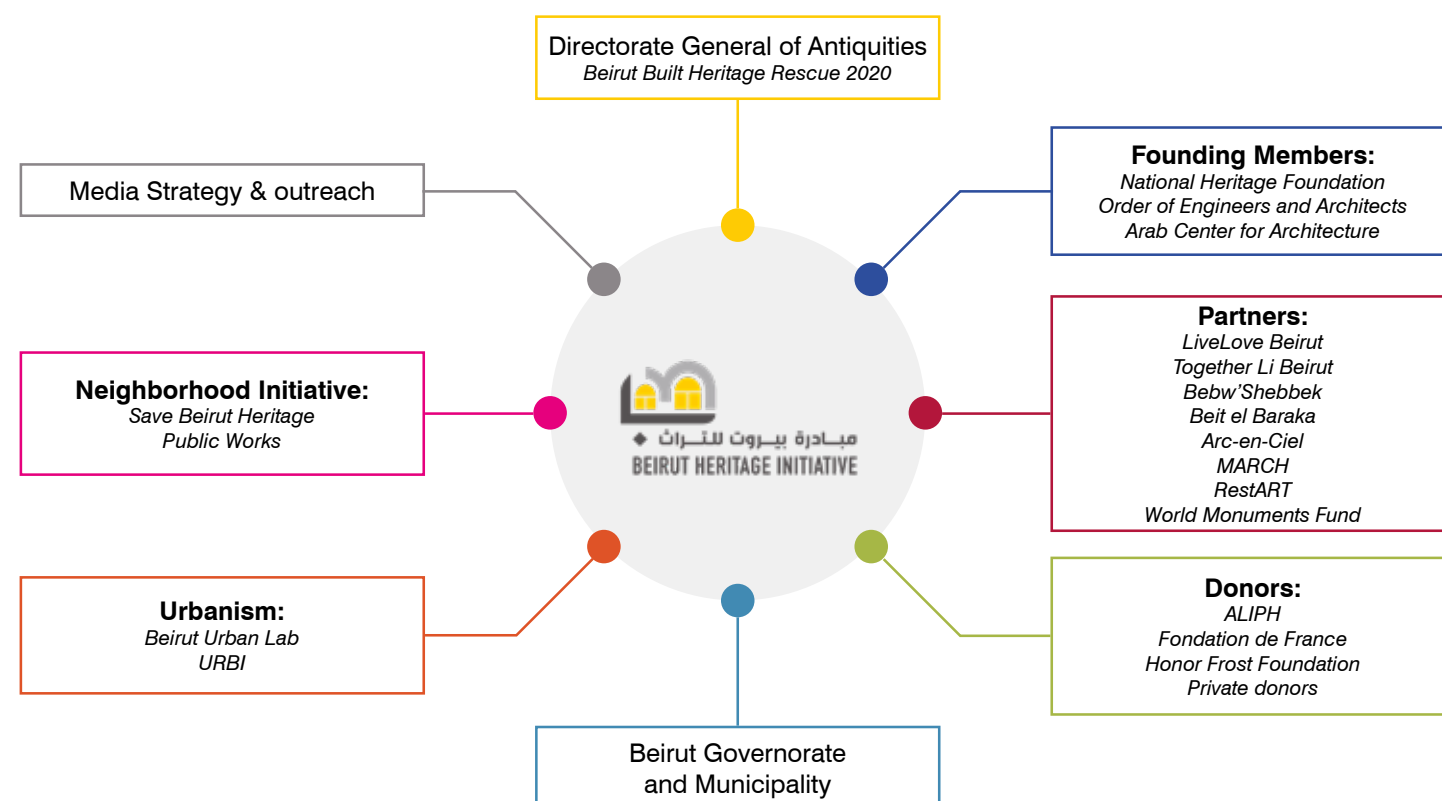 Directorate General of Antiquities
Beirut Built Heritage Rescue 2020
Media Strategy & outreach
Founding Members:
National Heritage Foundation
Order of Engineers and Architects
Arab Center for Architecture
Neighborhood Initiative:
Save Beirut Heritage
Public Works
مبـادرة بيــروت للتــراث
BEIRUT HERITAGE INITIATIVE
Partners:
LiveLove Beirut
Together Li Beirut
Bebw’Shebbek
Beit el Baraka
Arc-en-Ciel
MARCH
RestART
World Monuments Fund
Urbanism:
Beirut Urban Lab
URBI
Donors:
ALIPH
Fondation de France
Honor Frost Foundation
Private donors
Beirut Governorate
and Municipality